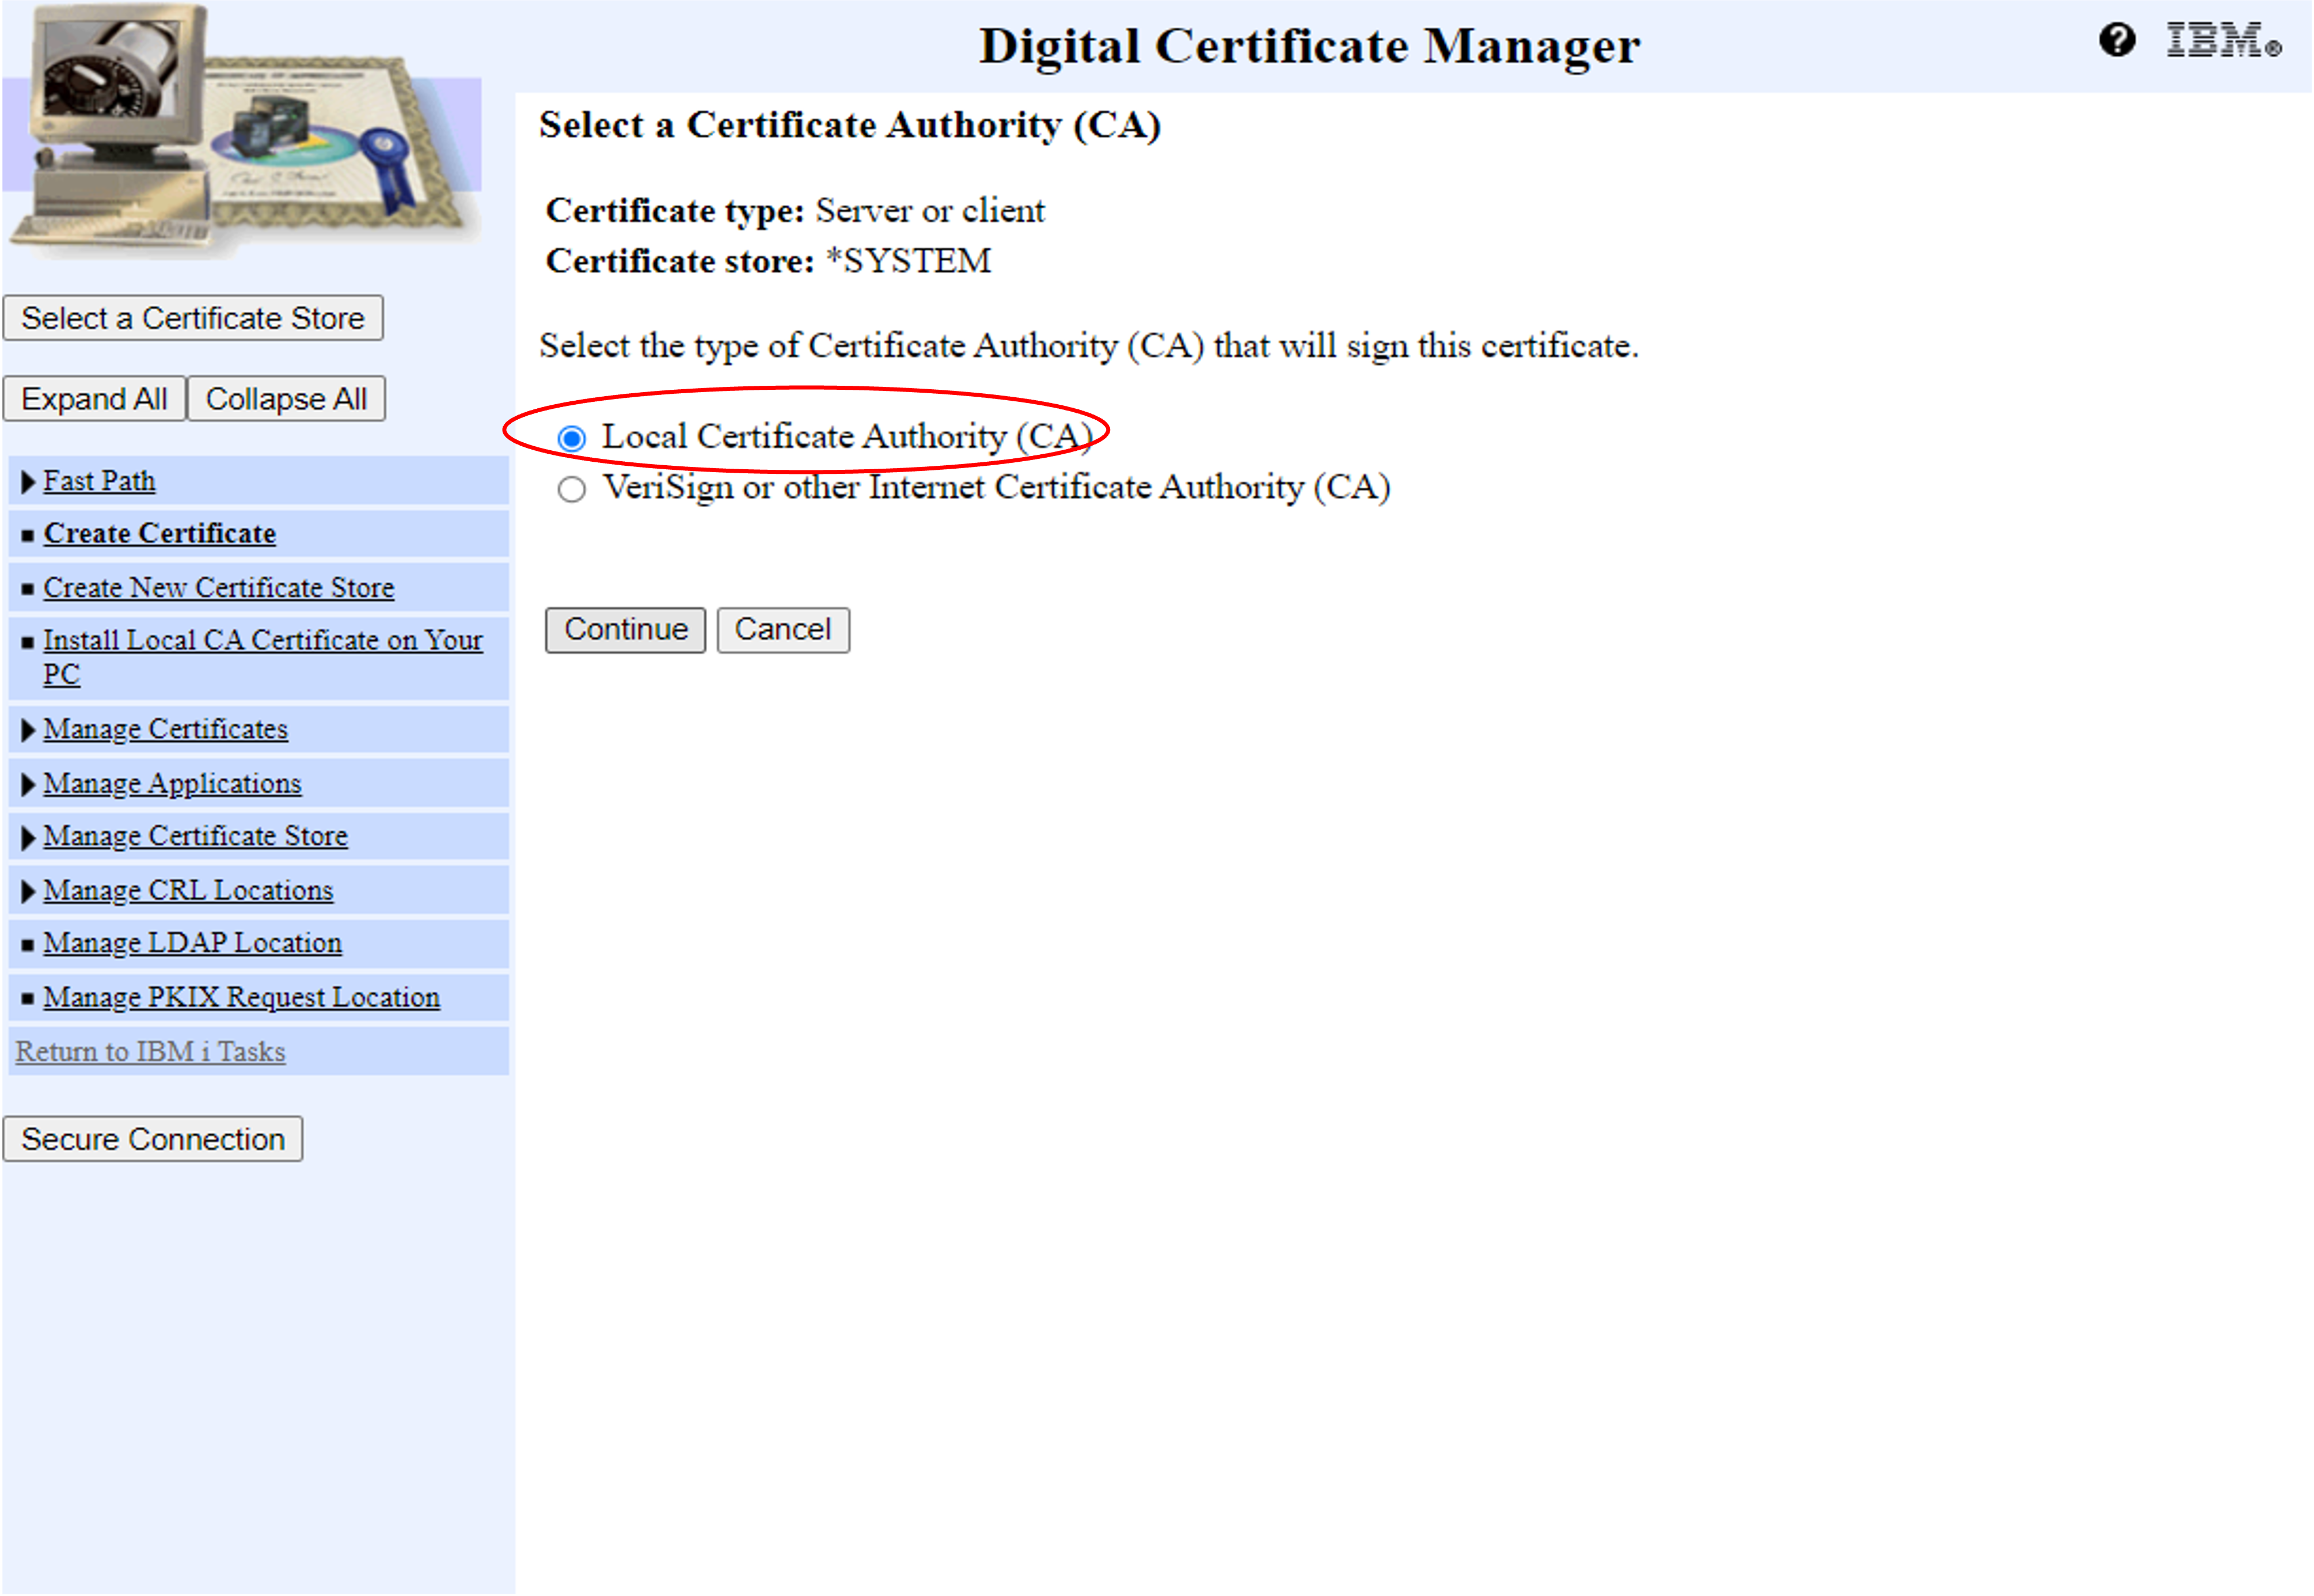 Digital Certificate Manager
IBM®
Select a Certificate Store
Expand All Collapse All
Fast Path
Create Certificate
Create New Certificate Store
Install Local CA Certificate on Your
PC
Manage Certificates
Manage Applications
Manage Certificate Store
Manage CRL Locations
Manage LDAP Location
Manage PKIX Request Location
Return to IBM i Tasks
Secure Connection
Select a Certificate Authority (CA)
Certificate type: Server or client
Certificate store: *SYSTEM
Select the type of Certificate Authority (CA) that will sign this certificate.
Local Certificate Authority (CA)
VeriSign or other Internet Certificate Authority (CA)
Continue Cancel